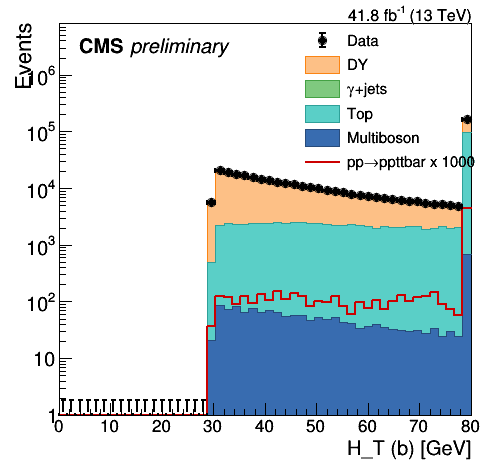 41.8 fb⁻¹ (13 TeV)
Events
CMS preliminary
Data
DY
γ+jets
Top
Multiboson
pp→ppttbar x 1000
10⁶
10⁵
10⁴
10³
10²
10
1
0 10 20 30 40 50 60 70 80
H_T (b) [GeV]